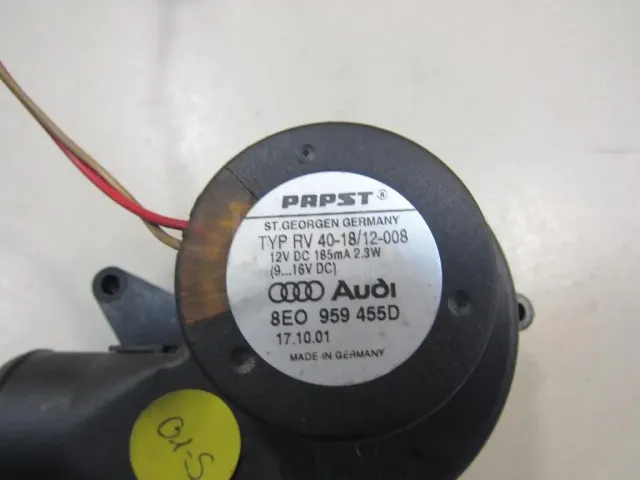 PAPST ®
ST. GEORGEN GERMANY
TYP RV 40-18/12-008
12V DC 185mA 2.3W
(9...16V DC)
Audi
8E0 959 455D
17.10.01
MADE IN GERMANY